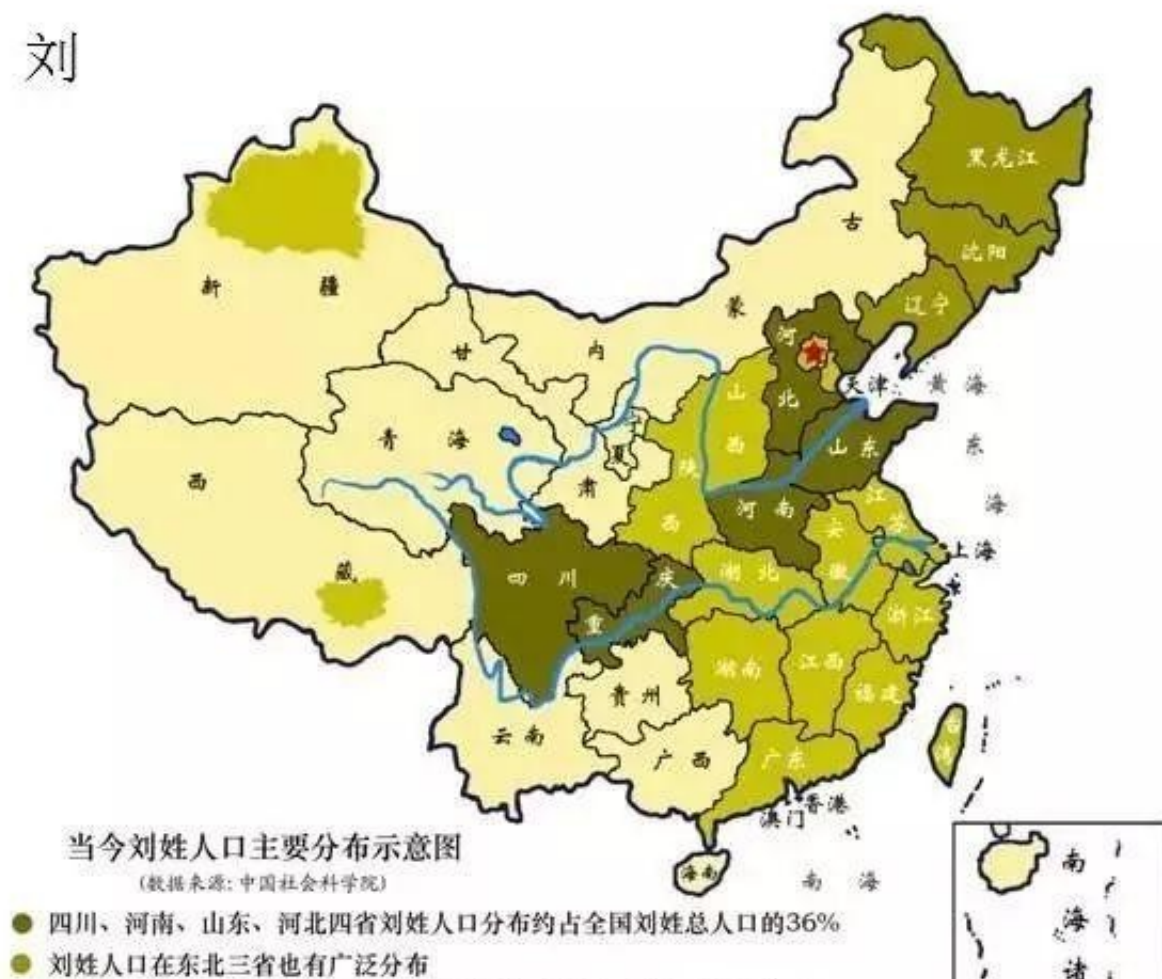 刘
黑龙江
沈阳
辽宁
古
蒙
内
新 疆
甘
肃
河
北
天津
黄 海
山
西
宁
夏
青 海
山东
东
海
西
藏
陕
西
河南
江
苏
安
徽
上海
四 川
重
庆
湖北
浙江
湖南
江西
福建
贵州
云南
广西
广东
台
湾
香港
澳门
海南
南 海
南
海
诸
当今刘姓人口主要分布示意图
(数据来源:中国社会科学院)
四川、河南、山东、河北四省刘姓人口分布约占全国刘姓总人口的36%
刘姓人口在东北三省也有广泛分布